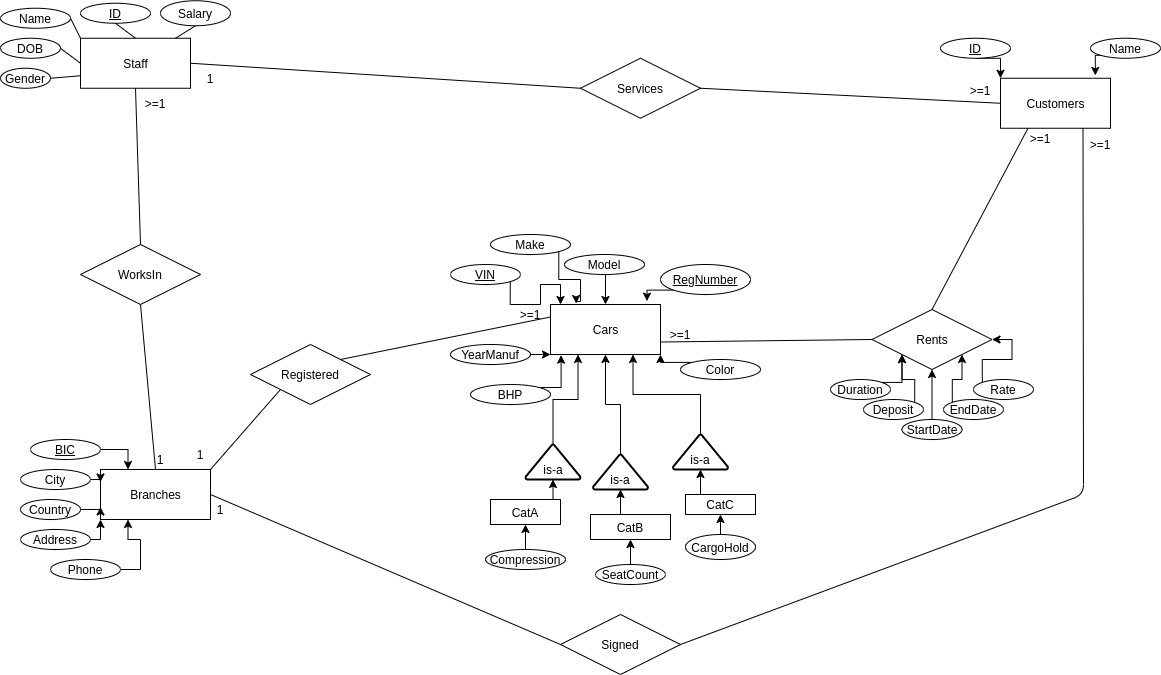 Name
ID
Salary
DOB
Gender
Staff
1
>=1
Services
ID
Name
>=1
Customers
>=1
>=1
WorksIn
Make
VIN
Model
RegNumber
>=1
Cars
>=1
YearManuf
Color
BHP
Rents
Duration
Rate
Deposit
EndDate
StartDate
Registered
BIC
1
1
City
Country
Branches
1
Address
Phone
is-a
is-a
is-a
CatA
CatB
CatC
Compression
SeatCount
CargoHold
Signed